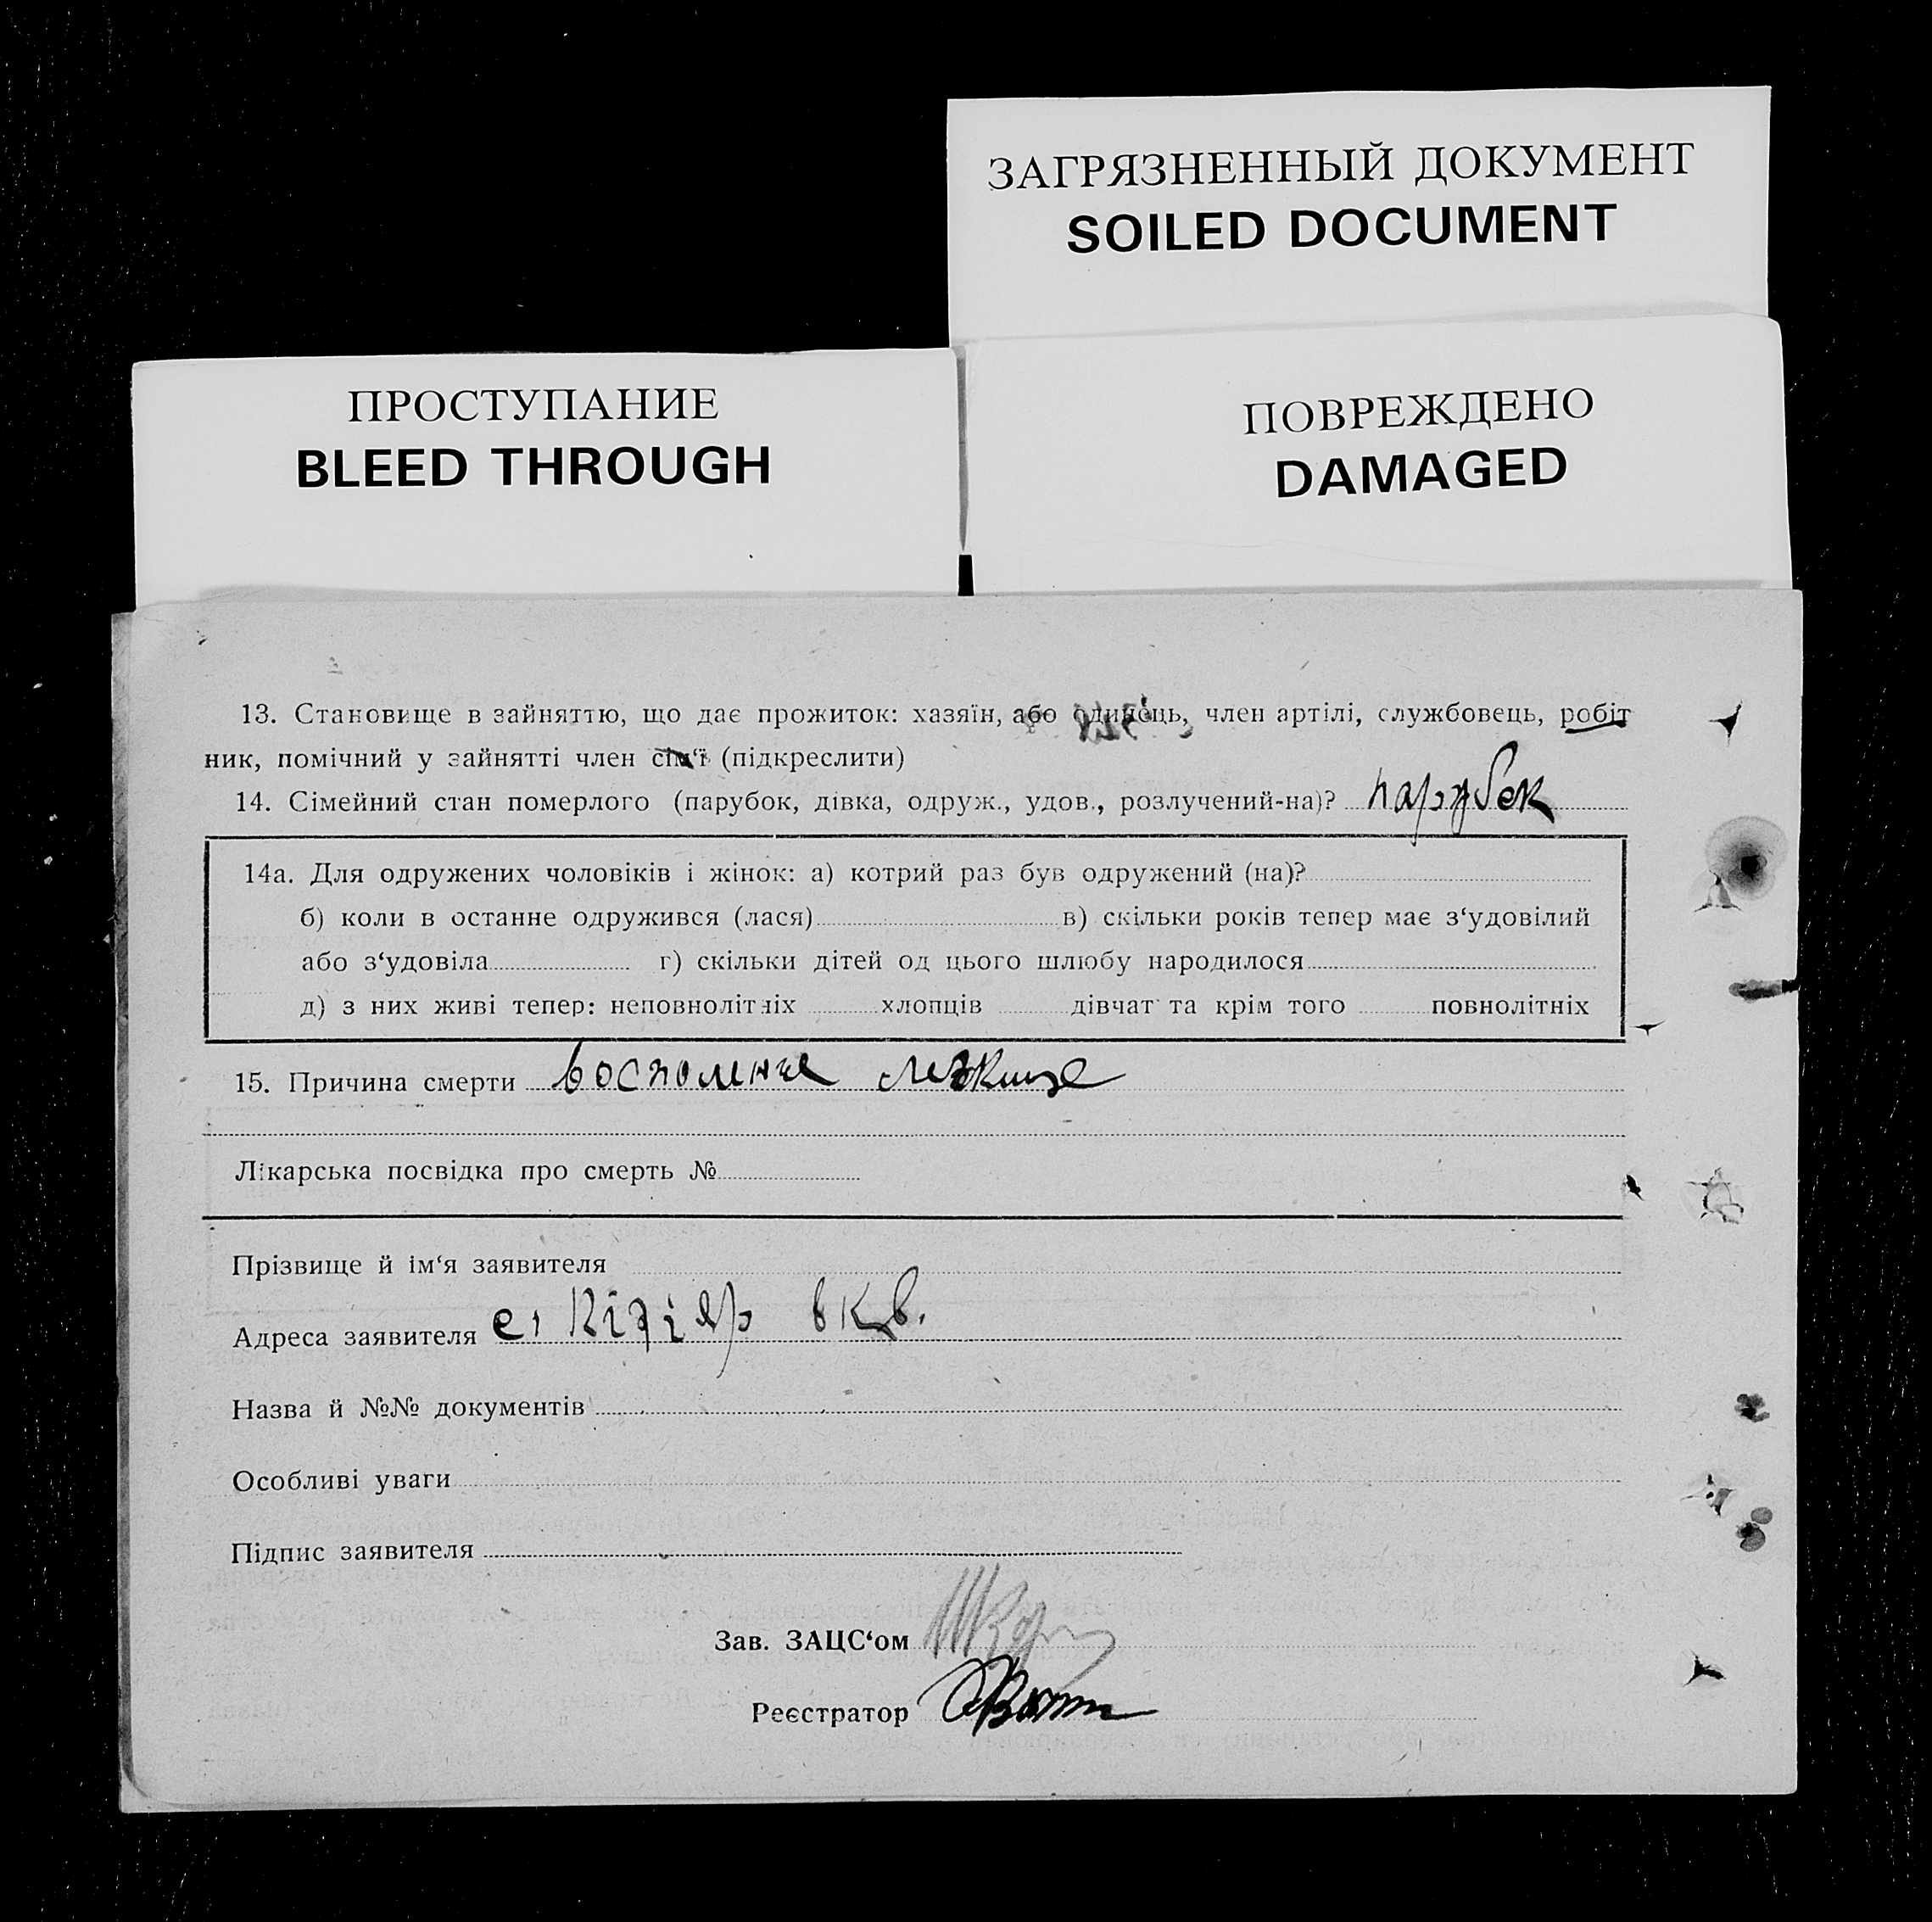 ЗАГРЯЗНЕННЫЙ ДОКУМЕНТ
SOILED DOCUMENT
ПРОСТУПАНИЕ
BLEED THROUGH
ПОВРЕЖДЕНО
DAMAGED
13. Становище в зайняттю, що дає прожиток: хазяїн, або одинець, член артілі, службовець, робіт
ник, помічний у зайнятті член сім‘ї (підкреслити)
14. Сімейний стан померлого (парубок, дівка, одруж., удов., розлучений-на)? парубок
14а. Для одружених чоловіків і жінок: а) котрий раз був одружений (на)?
б) коли в останнє одружився (лася) в) скільки років тепер має з‘удовілий
або з‘удовіла г) скільки дітей од цього шлюбу народилося
д) з них живі тепер: неповнолітніх хлопців дівчат та крім того повнолітніх
15. Причина смерти
Лікарська посвідка про смерть №
Прізвище й ім‘я заявителя
Адреса заявителя
Назва й №№ документів
Особливі уваги
Підпис заявителя
Зав. ЗАЦС‘ом
Реєстратор